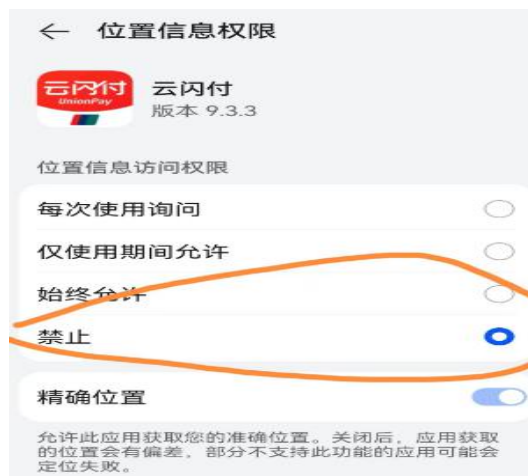 ← 位置信息权限
云闪付
UnionPay
云闪付
版本 9.3.3
位置信息访问权限
每次使用询问
仅使用期间允许
始终允许
禁止
精确位置
允许此应用获取您的准确位置。关闭后，应用获取
的位置会有偏差，部分不支持此功能的应用可能会
定位失败。